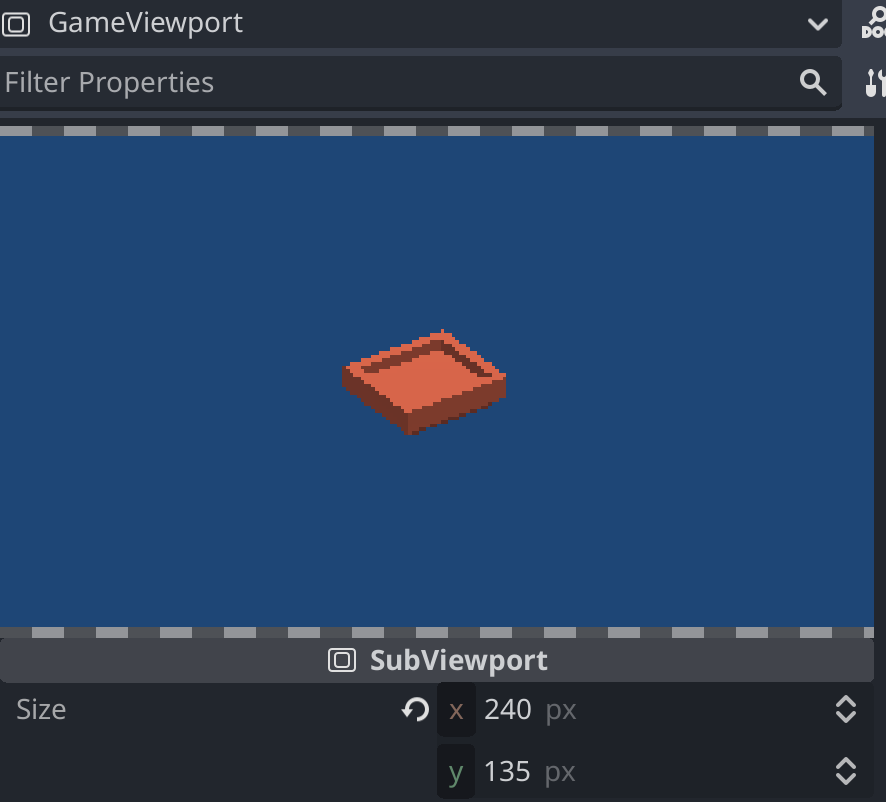 GameViewport
Filter Properties
SubViewport
Size x 240 px
y 135 px